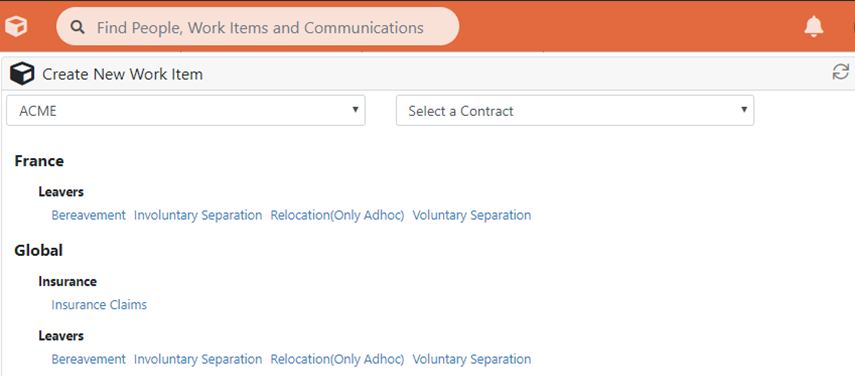 Find People, Work Items and Communications
Create New Work Item
ACME Select a Contract
France
Leavers
Bereavement Involuntary Separation Relocation(Only Adhoc) Voluntary Separation
Global
Insurance
Insurance Claims
Leavers
Bereavement Involuntary Separation Relocation(Only Adhoc) Voluntary Separation